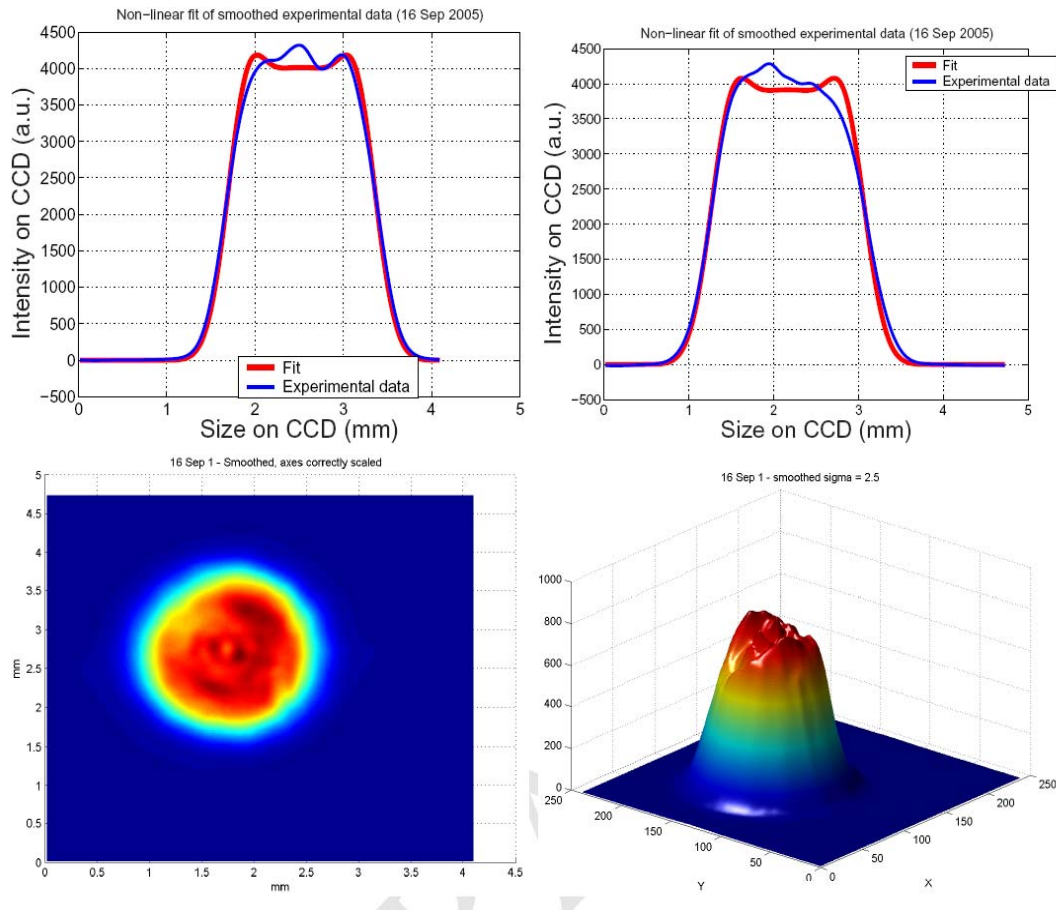 Non-linear fit of smoothed experimental data (16 Sep 2005)
4500
4000
3500
3000
2500
2000
1500
1000
500
0
-500
Intensity on CCD (a.u.)
Fit
Experimental data
0 1 2 3 4 5
Size on CCD (mm)
Non-linear fit of smoothed experimental data (16 Sep 2005)
4500
4000
3500
3000
2500
2000
1500
1000
500
0
-500
Intensity on CCD (a.u.)
Fit
Experimental data
0 1 2 3 4 5
Size on CCD (mm)
16 Sep 1 - Smoothed, axes correctly scaled
5
4.5
4
3.5
3
2.5
2
1.5
1
0.5
0
mm
0 0.5 1 1.5 2 2.5 3 3.5 4 4.5
mm
16 Sep 1 - smoothed sigma = 2.5
1000
800
600
400
200
0
250
200
150
100
50
0
Y
0
50
100
150
200
250
X